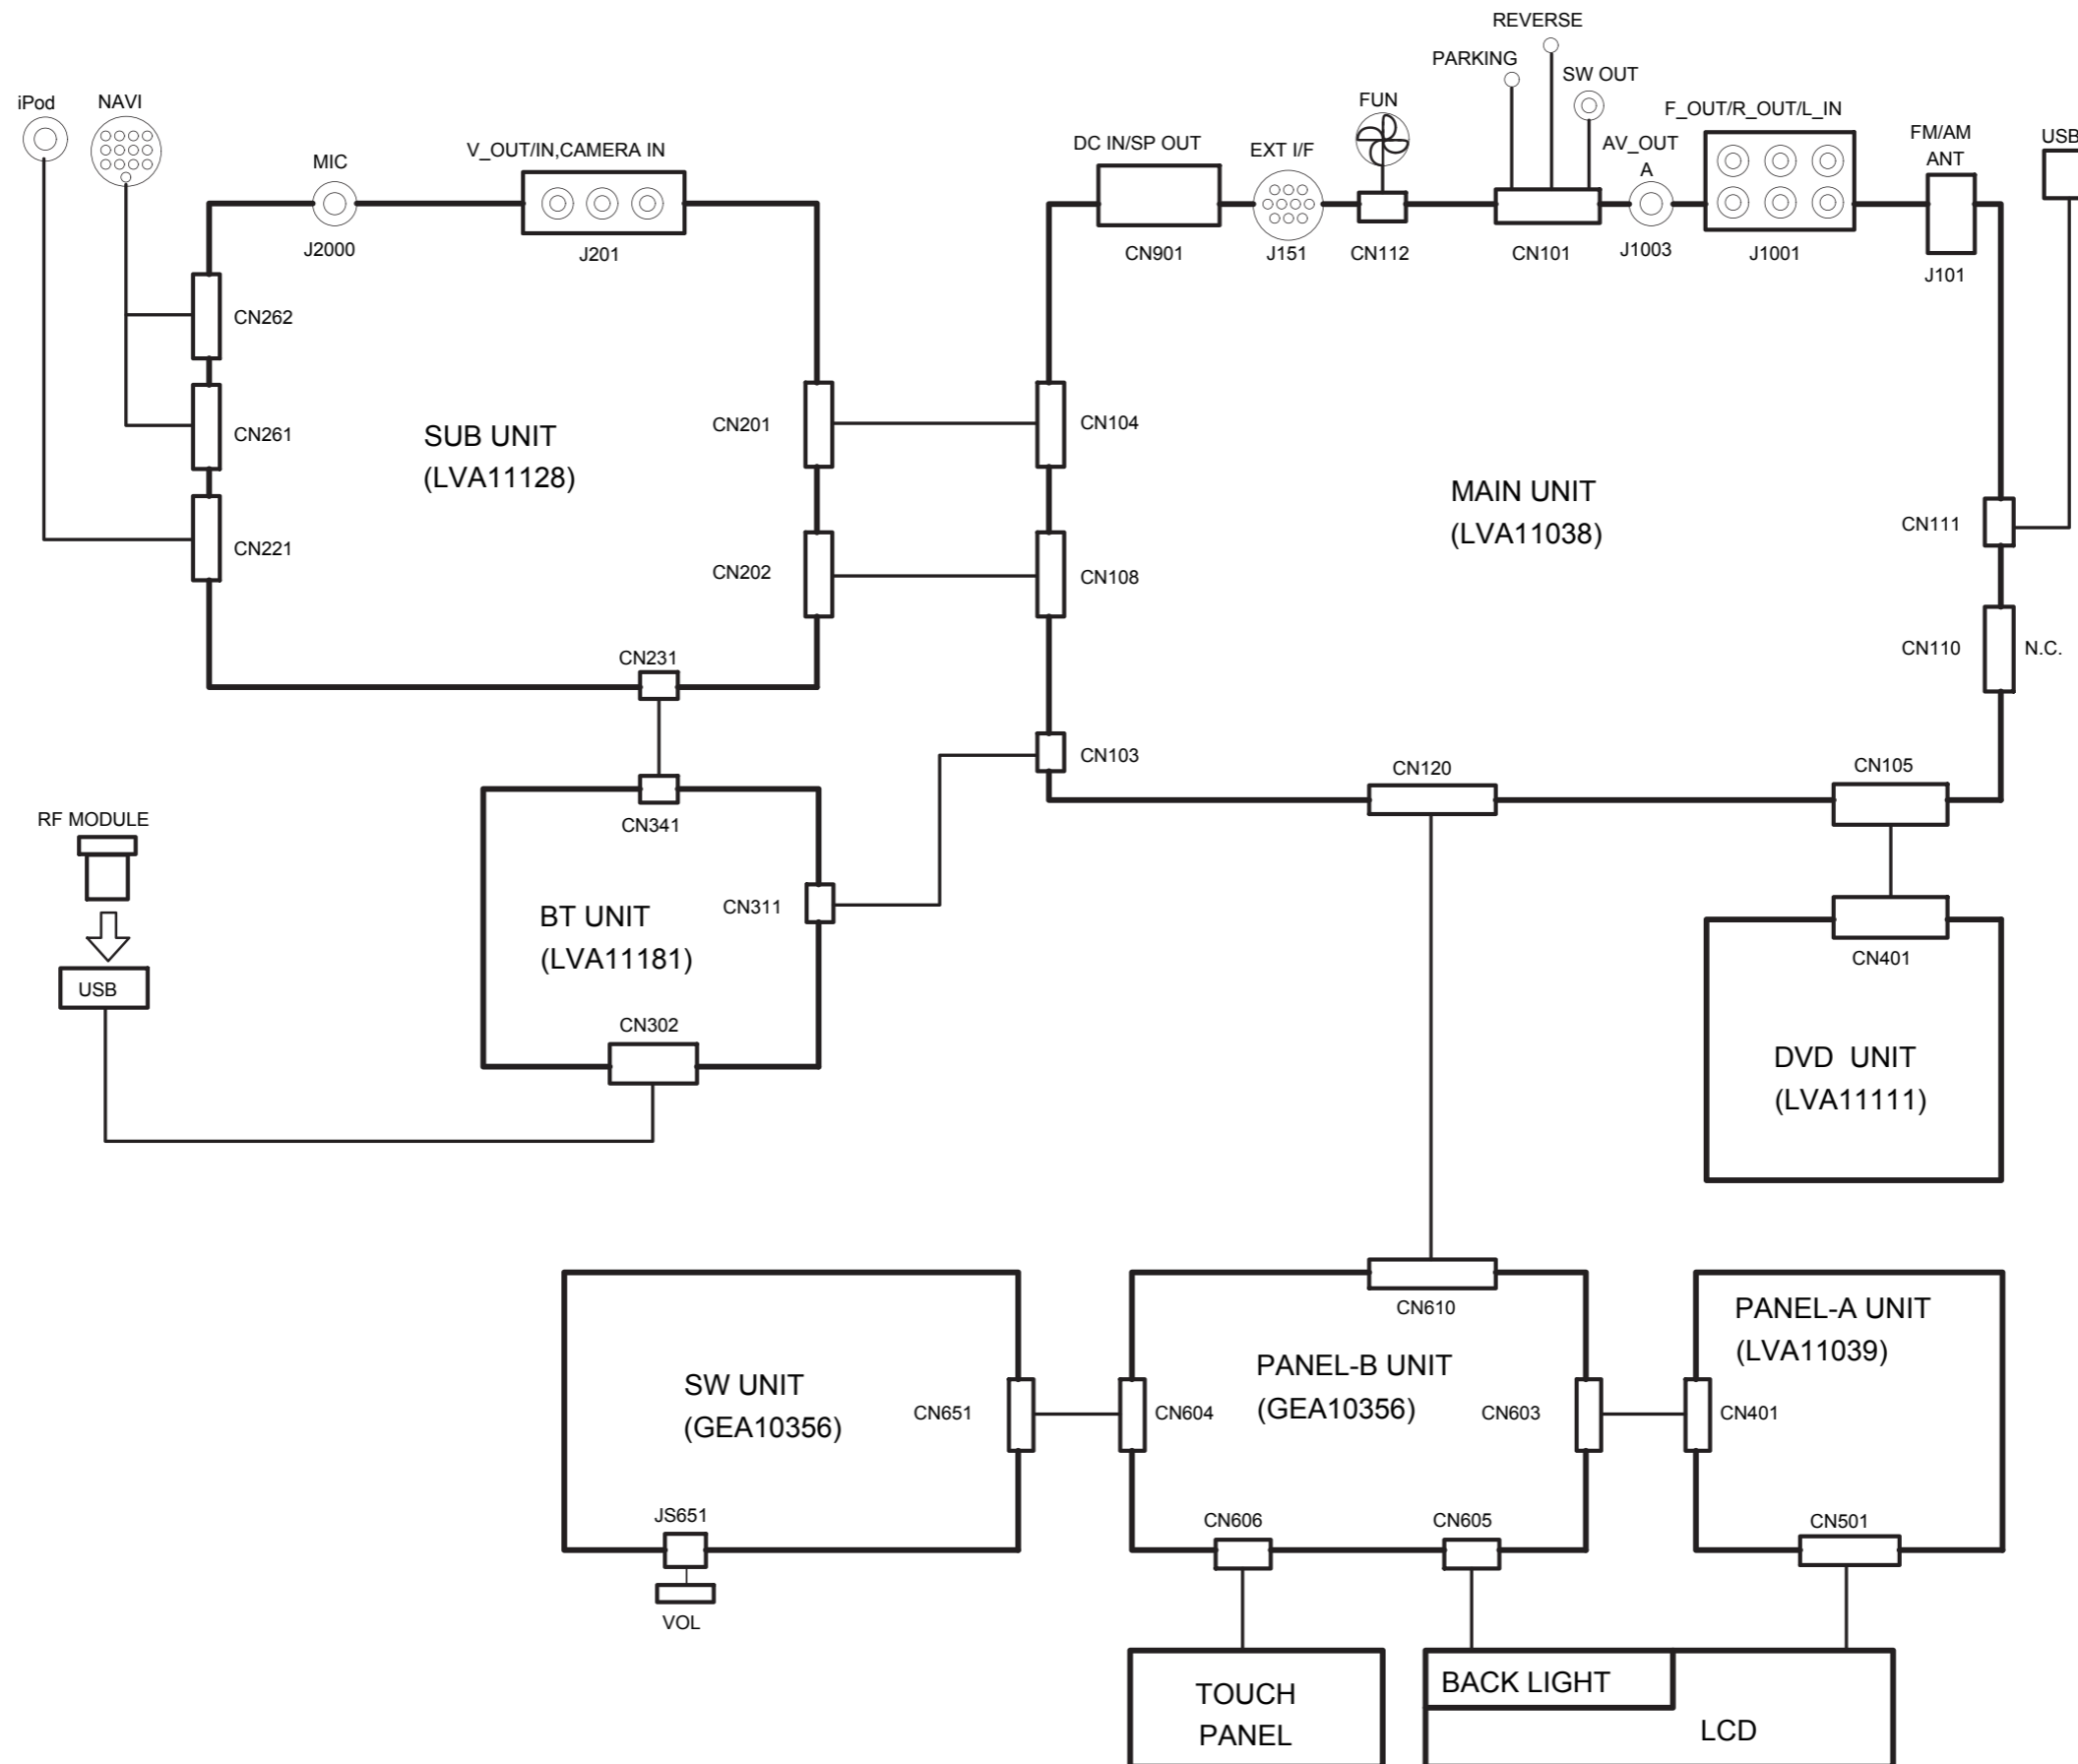 REVERSE
PARKING
SW OUT
iPod
NAVI
FUN
F_OUT/R_OUT/L_IN
FM/AM
ANT
USB
MIC
V_OUT/IN,CAMERA IN
DC IN/SP OUT
EXT I/F
AV_OUT
A
J2000
J201
CN901
J151
CN112
CN101
J1003
J1001
J101
CN262
CN261
CN221
SUB UNIT
(LVA11128)
CN201
CN202
CN231
CN104
CN108
CN103
MAIN UNIT
(LVA11038)
CN111
CN110
N.C.
CN120
CN105
RF MODULE
USB
CN341
BT UNIT
(LVA11181)
CN311
CN302
CN401
DVD UNIT
(LVA11111)
SW UNIT
(GEA10356)
CN651
JS651
VOL
CN610
PANEL-B UNIT
(GEA10356)
CN604
CN603
CN606
CN605
PANEL-A UNIT
(LVA11039)
CN401
CN501
TOUCH
PANEL
BACK LIGHT
LCD